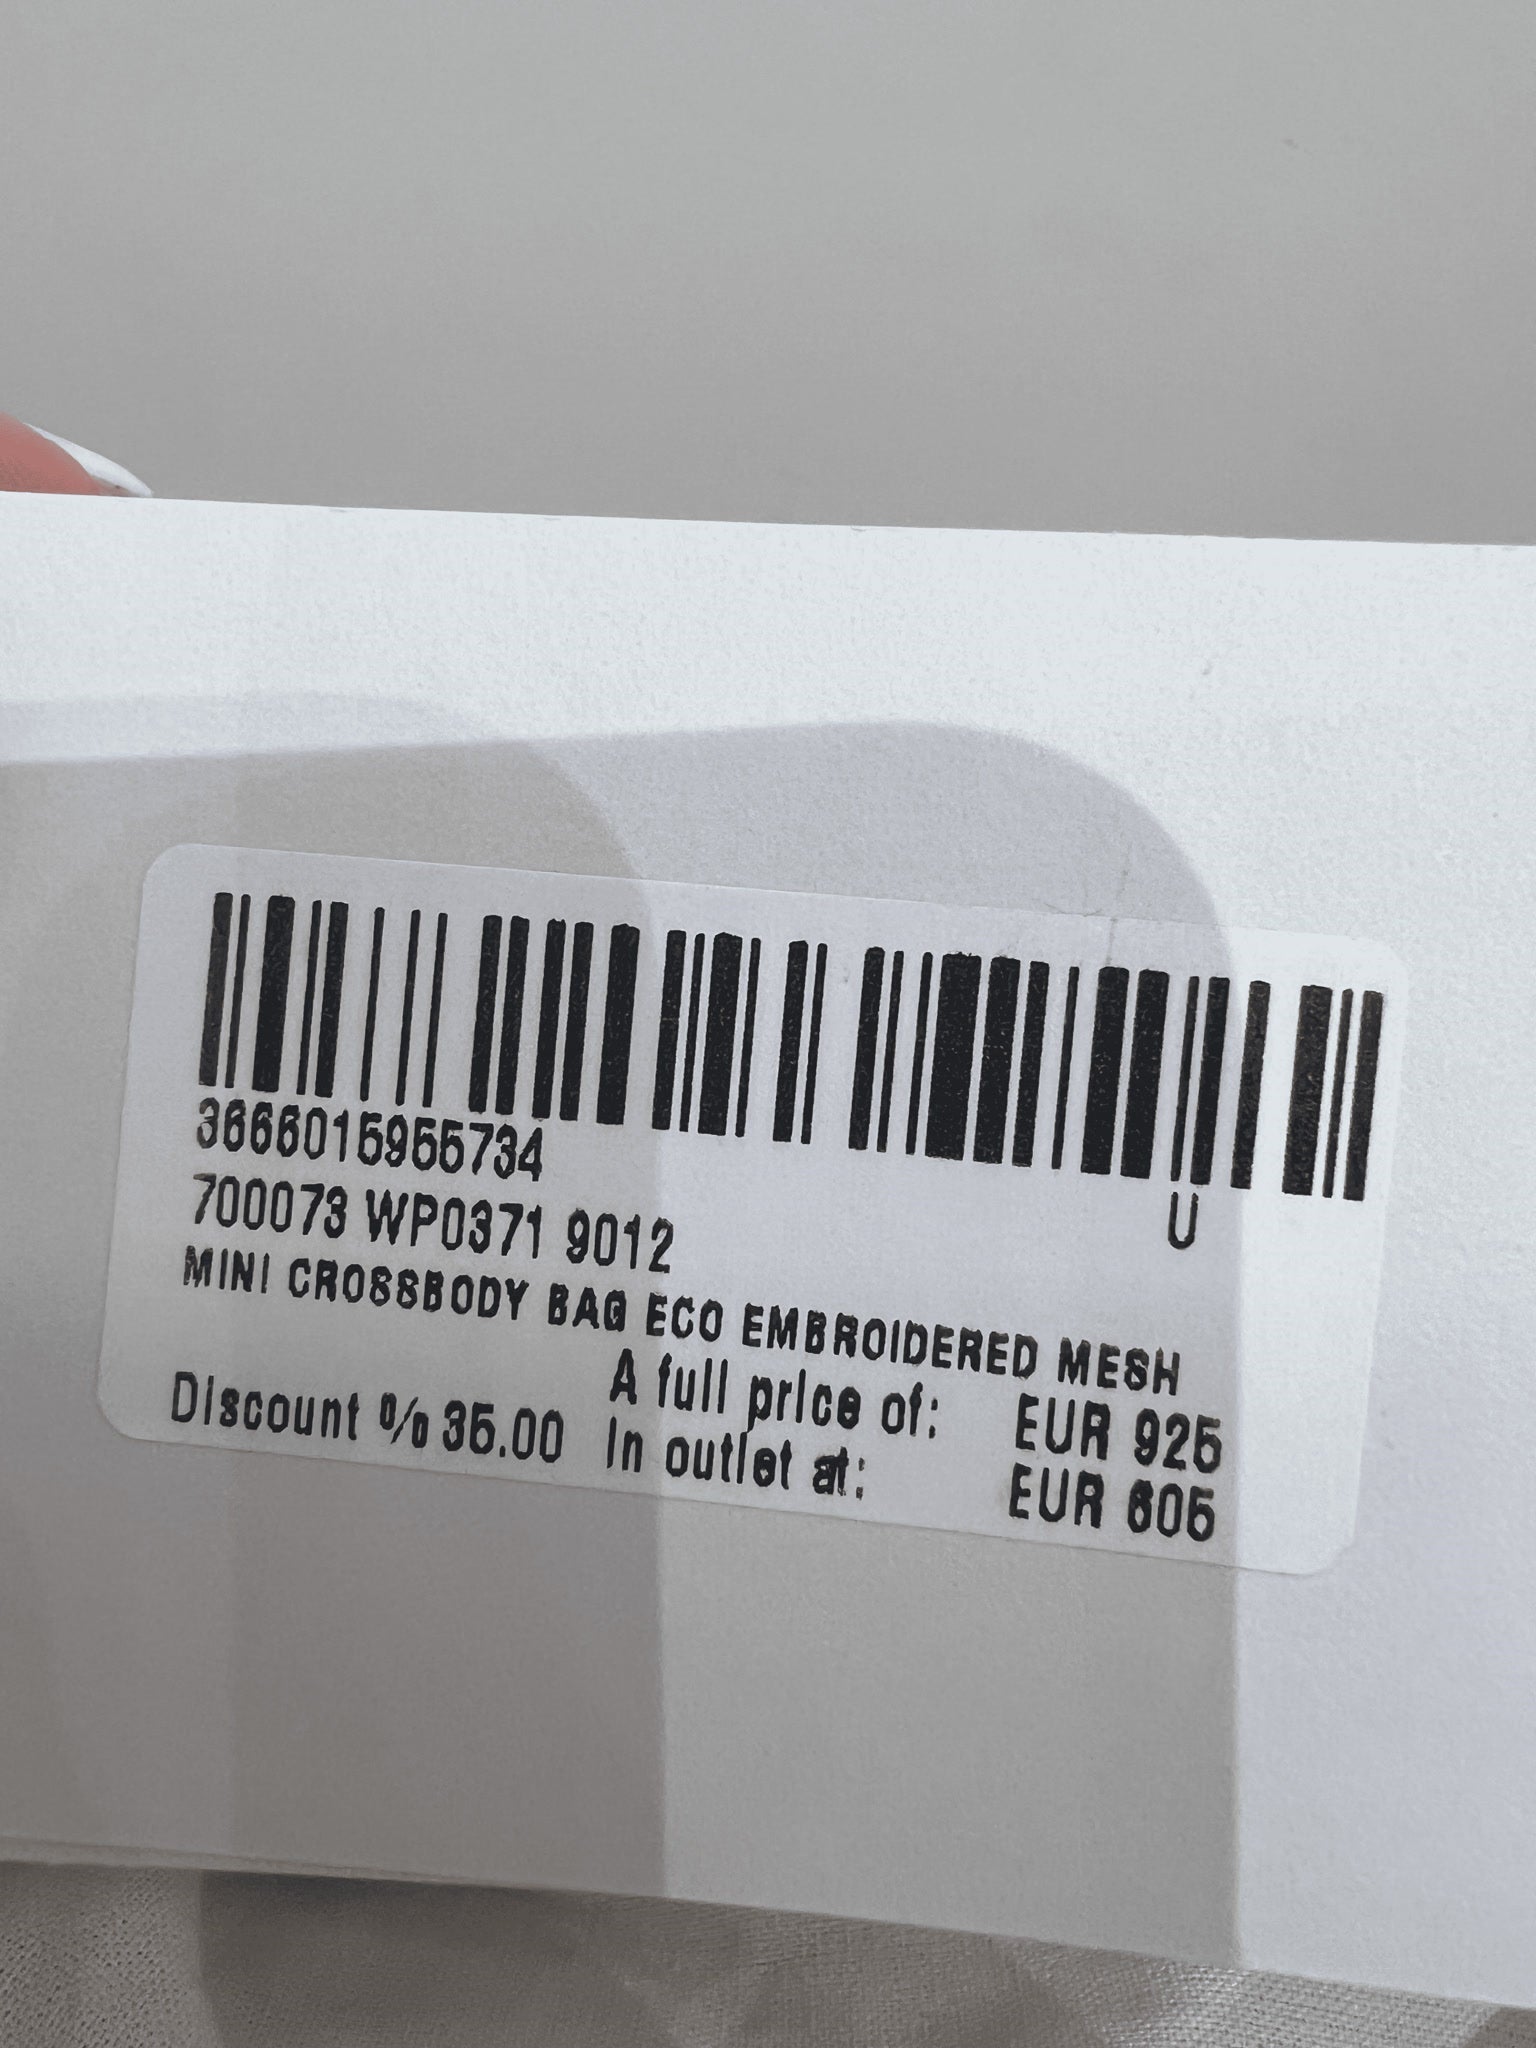 3666015955734
700073 WP0371 9012
U
MINI CROSSBODY BAG ECO EMBROIDERED MESH
A full price of: EUR 925
Discount % 35.00 In outlet at: EUR 605